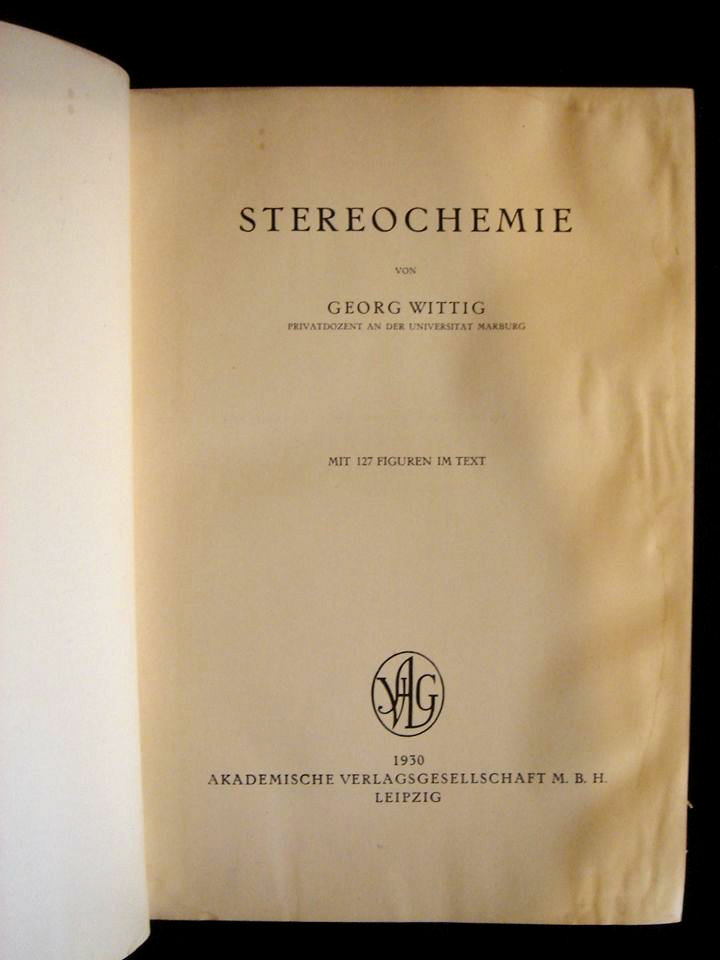 STEREOCHEMIE
VON
GEORG WITTIG
PRIVATDOZENT AN DER UNIVERSITAT MARBURG
MIT 127 FIGUREN IM TEXT
AVG
1930
AKADEMISCHE VERLAGSGESELLSCHAFT M. B. H.
LEIPZIG